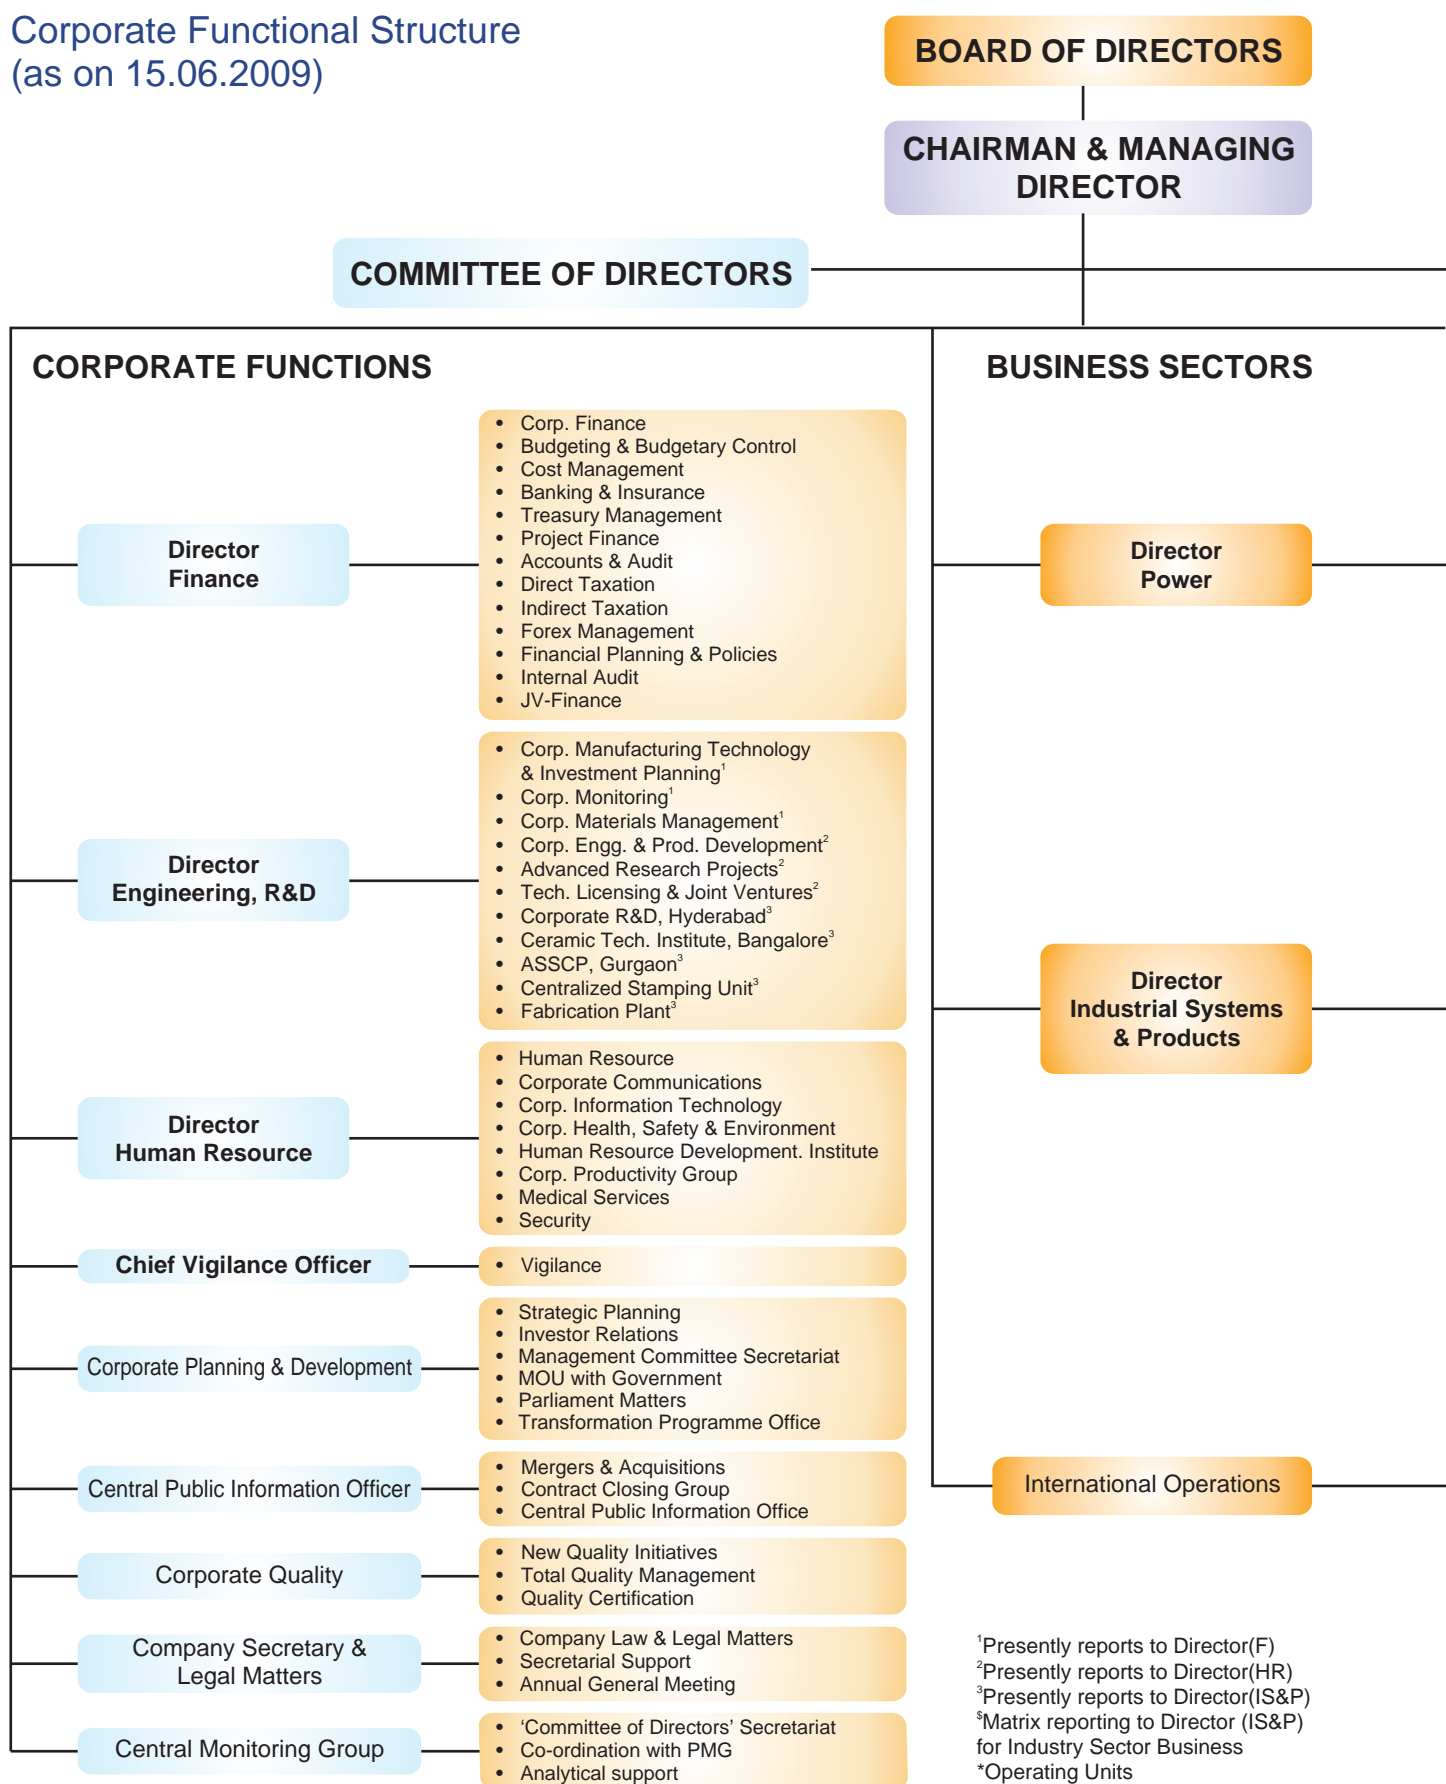 Corporate Functional Structure
(as on 15.06.2009)
BOARD OF DIRECTORS
CHAIRMAN & MANAGING
DIRECTOR
COMMITTEE OF DIRECTORS
CORPORATE FUNCTIONS
Director
Finance
• Corp. Finance
• Budgeting & Budgetary Control
• Cost Management
• Banking & Insurance
• Treasury Management
• Project Finance
• Accounts & Audit
• Direct Taxation
• Indirect Taxation
• Forex Management
• Financial Planning & Policies
• Internal Audit
• JV-Finance
Director
Engineering, R&D
• Corp. Manufacturing Technology
& Investment Planning¹
• Corp. Monitoring¹
• Corp. Materials Management¹
• Corp. Engg. & Prod. Development²
• Advanced Research Projects²
• Tech. Licensing & Joint Ventures²
• Corporate R&D, Hyderabad³
• Ceramic Tech. Institute, Bangalore³
• ASSCP, Gurgaon³
• Centralized Stamping Unit³
• Fabrication Plant³
Director
Human Resource
• Human Resource
• Corporate Communications
• Corp. Information Technology
• Corp. Health, Safety & Environment
• Human Resource Development. Institute
• Corp. Productivity Group
• Medical Services
• Security
Chief Vigilance Officer
• Vigilance
Corporate Planning & Development
• Strategic Planning
• Investor Relations
• Management Committee Secretariat
• MOU with Government
• Parliament Matters
• Transformation Programme Office
Central Public Information Officer
• Mergers & Acquisitions
• Contract Closing Group
• Central Public Information Office
Corporate Quality
• New Quality Initiatives
• Total Quality Management
• Quality Certification
Company Secretary &
Legal Matters
• Company Law & Legal Matters
• Secretarial Support
• Annual General Meeting
Central Monitoring Group
• ‘Committee of Directors’ Secretariat
• Co-ordination with PMG
• Analytical support
BUSINESS SECTORS
Director
Power
Director
Industrial Systems
& Products
International Operations
¹Presently reports to Director(F)
²Presently reports to Director(HR)
³Presently reports to Director(IS&P)
$Matrix reporting to Director (IS&P)
for Industry Sector Business
*Operating Units